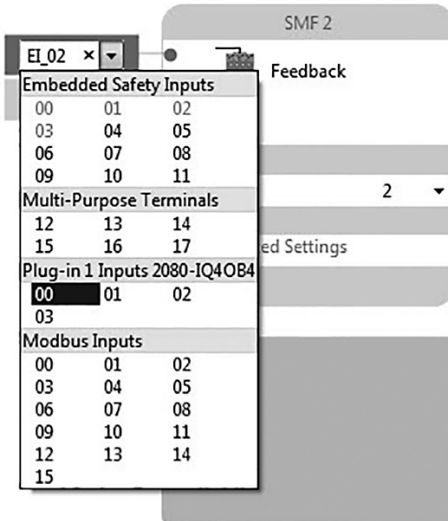 SMF 2
EI_02 ×
Feedback
Embedded Safety Inputs
00 01 02
03 04 05
06 07 08
09 10 11
Multi-Purpose Terminals
12 13 14
15 16 17
Plug-in 1 Inputs 2080-IQ4OB4
00 01 02
03
Modbus Inputs
00 01 02
03 04 05
06 07 08
09 10 11
12 13 14
15
2
ed Settings